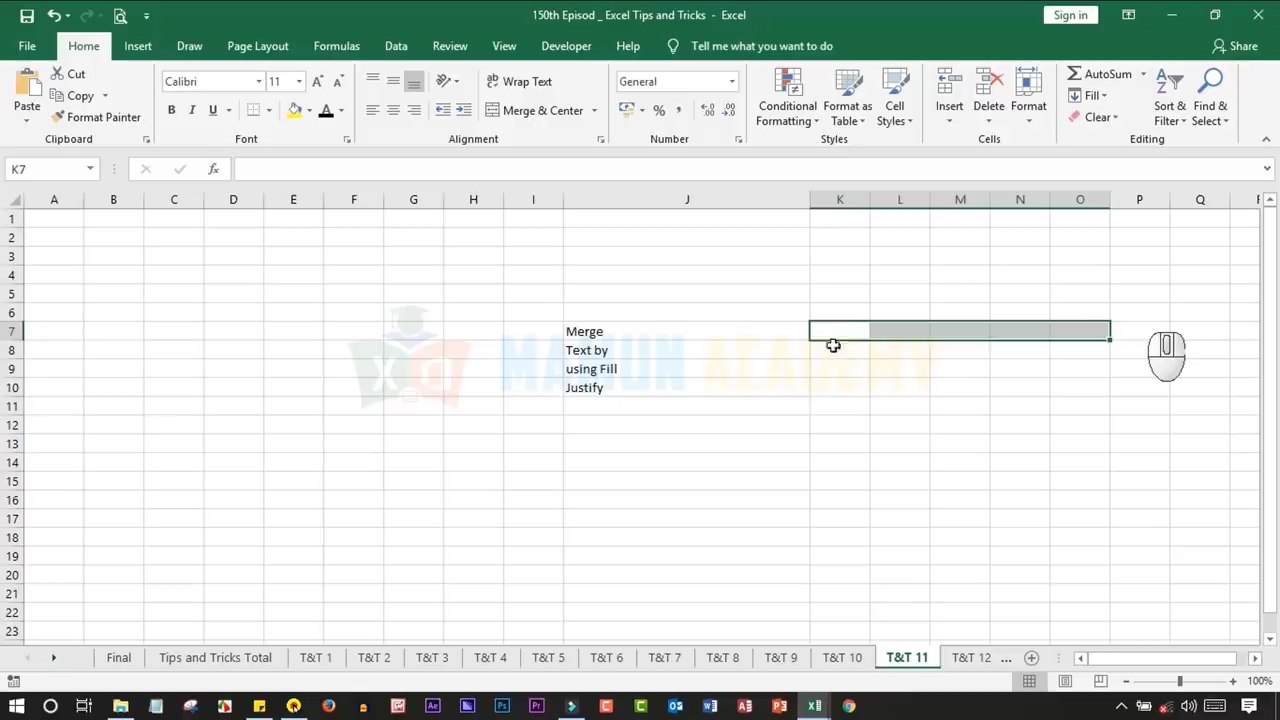 150th Episod _ Excel Tips and Tricks - Excel
Sign in
File Home Insert Draw Page Layout Formulas Data Review View Developer Help Tell me what you want to do Share
Paste Cut Copy Format Painter
Calibri 11
B I U A
Wrap Text
Merge & Center
General
%
Conditional Formatting Format as Table Cell Styles
Insert Delete Format
AutoSum Fill Clear
Sort & Filter Find & Select
Clipboard Font Alignment Number Styles Cells Editing
K7 fx
A B C D E F G H I J K L M N O P Q
1
2
3
4
5
6
7 Merge
8 Text by
9 using Fill
10 Justify
11
12
13
14
15
16
17
18
19
20
21
22
23
Final Tips and Tricks Total T&T 1 T&T 2 T&T 3 T&T 4 T&T 5 T&T 6 T&T 7 T&T 8 T&T 9 T&T 10 T&T 11 T&T 12 ...
100%